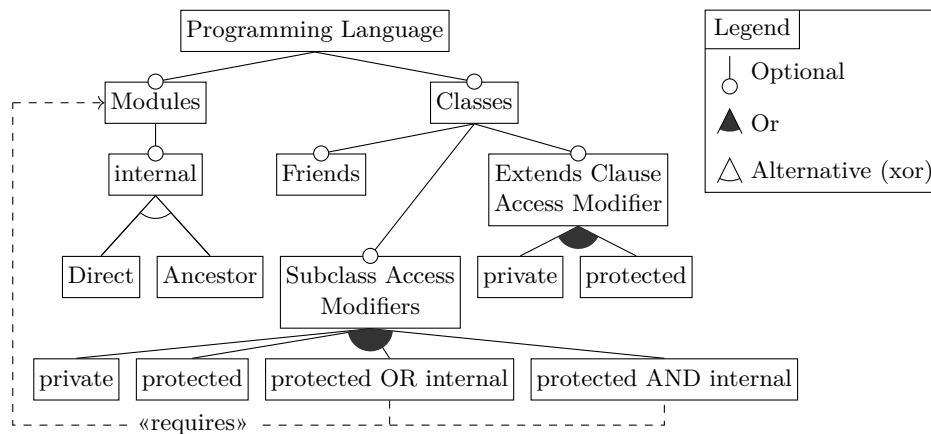 Programming Language
Legend
Optional
Modules
Classes
Or
internal
Friends
Extends Clause
Access Modifier
Alternative (xor)
Direct
Ancestor
Subclass Access
Modifiers
private
protected
private
protected
protected OR internal
protected AND internal
«requires»